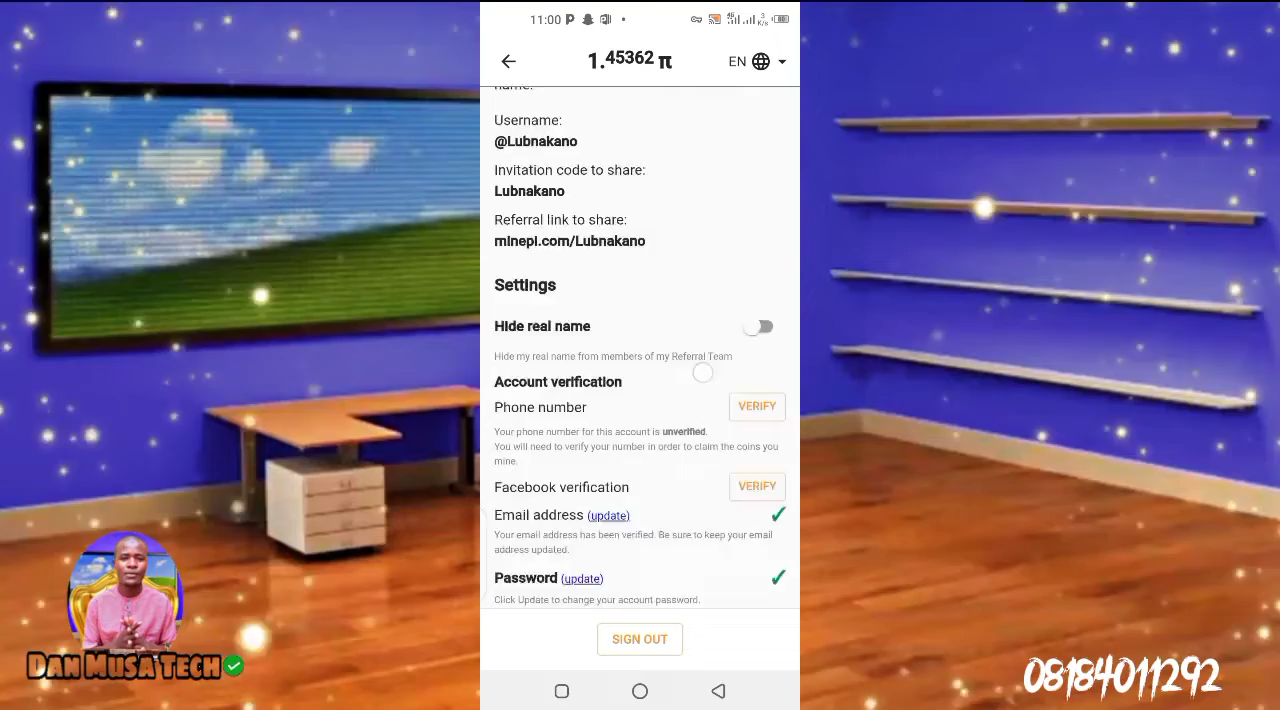 11:00
3 K/s
1.45362 π
EN
name:
Username:
@Lubnakano
Invitation code to share:
Lubnakano
Referral link to share:
minepi.com/Lubnakano
Settings
Hide real name
Hide my real name from members of my Referral Team
Account verification
Phone number
VERIFY
Your phone number for this account is unverified.
You will need to verify your number in order to claim the coins you
mine.
Facebook verification
VERIFY
Email address (update)
Your email address has been verified. Be sure to keep your email
address updated.
Password (update)
Click Update to change your account password.
SIGN OUT
DAN MUSA TECH
08184011292